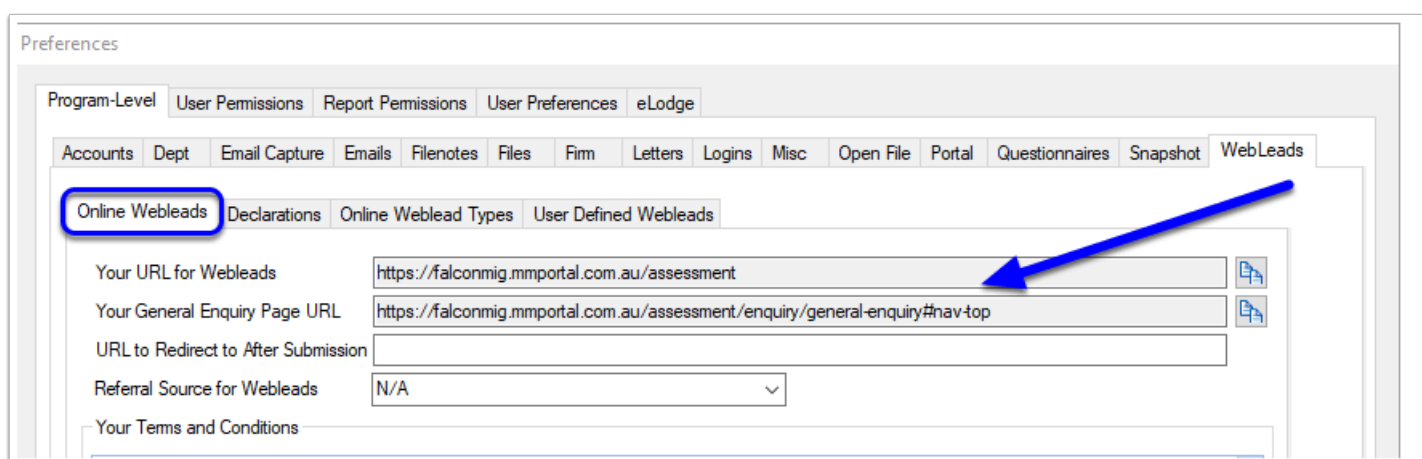 Preferences
Program-Level User Permissions Report Permissions User Preferences eLodge
Accounts Dept Email Capture Emails Filenotes Files Firm Letters Logins Misc Open File Portal Questionnaires Snapshot WebLeads
Online Webleads Declarations Online Weblead Types User Defined Webleads
Your URL for Webleads https://falconmig.mmportal.com.au/assessment
Your General Enquiry Page URL https://falconmig.mmportal.com.au/assessment/enquiry/general-enquiry#nav-top
URL to Redirect to After Submission
Referral Source for Webleads N/A
Your Terms and Conditions